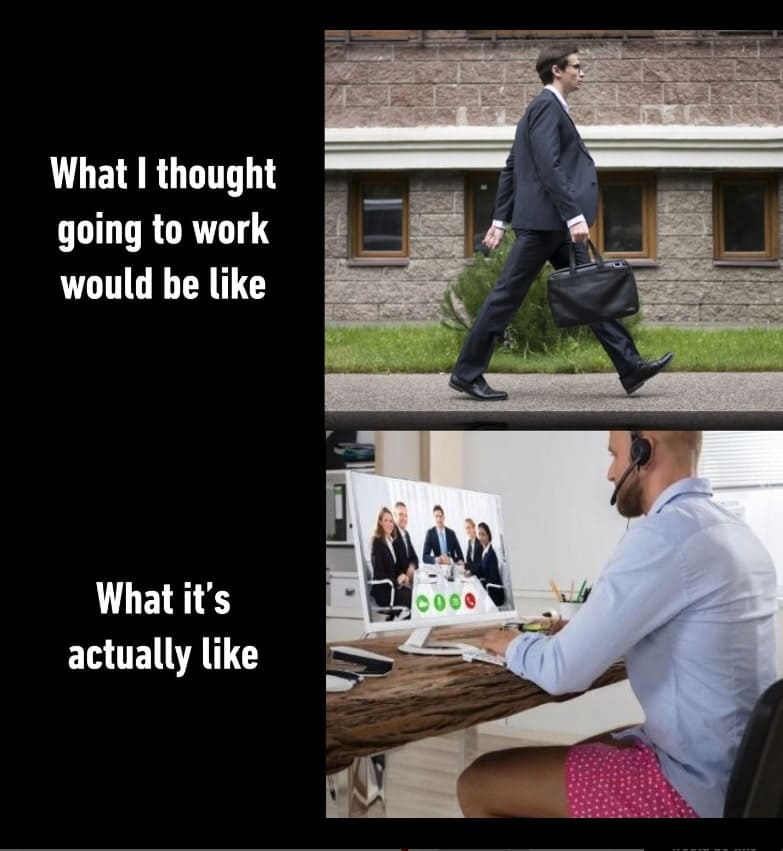 What I thought
going to work
would be like
What it's
actually like